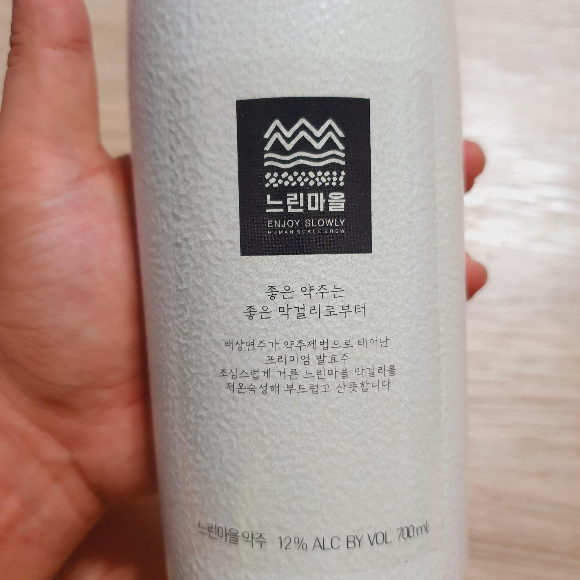 느린마을
ENJOY SLOWLY
HUMAN SCALE BREW
좋은 약주는
좋은 막걸리로부터
배상면주가 약주제법으로 태어난
프리미엄 발효주
조심스럽게 거른 느린마을 막걸리를
저온숙성해 부드럽고 산뜻합니다
느린마을약주 12% ALC BY VOL 700㎖